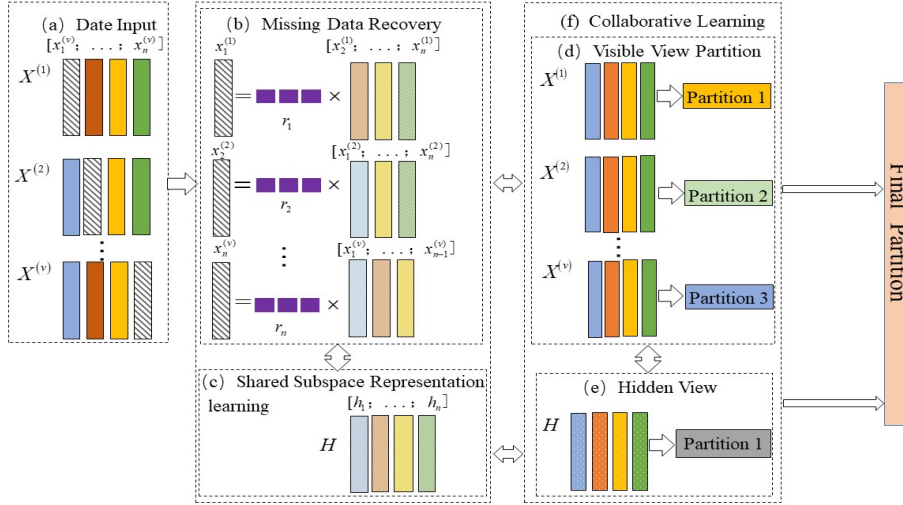 (a) Date Input
[x_1^{(v)}; ...; x_n^{(v)}]
X^{(1)}
X^{(2)}
X^{(v)}
(b) Missing Data Recovery
x_1^{(1)}
[x_2^{(1)}; ...; x_n^{(1)}]
= ×
r_1
x_2^{(2)}
[x_1^{(2)}; ...; x_n^{(2)}]
= ×
r_2
x_n^{(v)}
[x_1^{(v)}; ...; x_{n-1}^{(v)}]
= ×
r_n
(c) Shared Subspace Representation
learning
[h_1; ...; h_n]
H
(f) Collaborative Learning
(d) Visible View Partition
X^{(1)}
Partition 1
X^{(2)}
Partition 2
X^{(v)}
Partition 3
(e) Hidden View
H
Partition 1
Final Partition